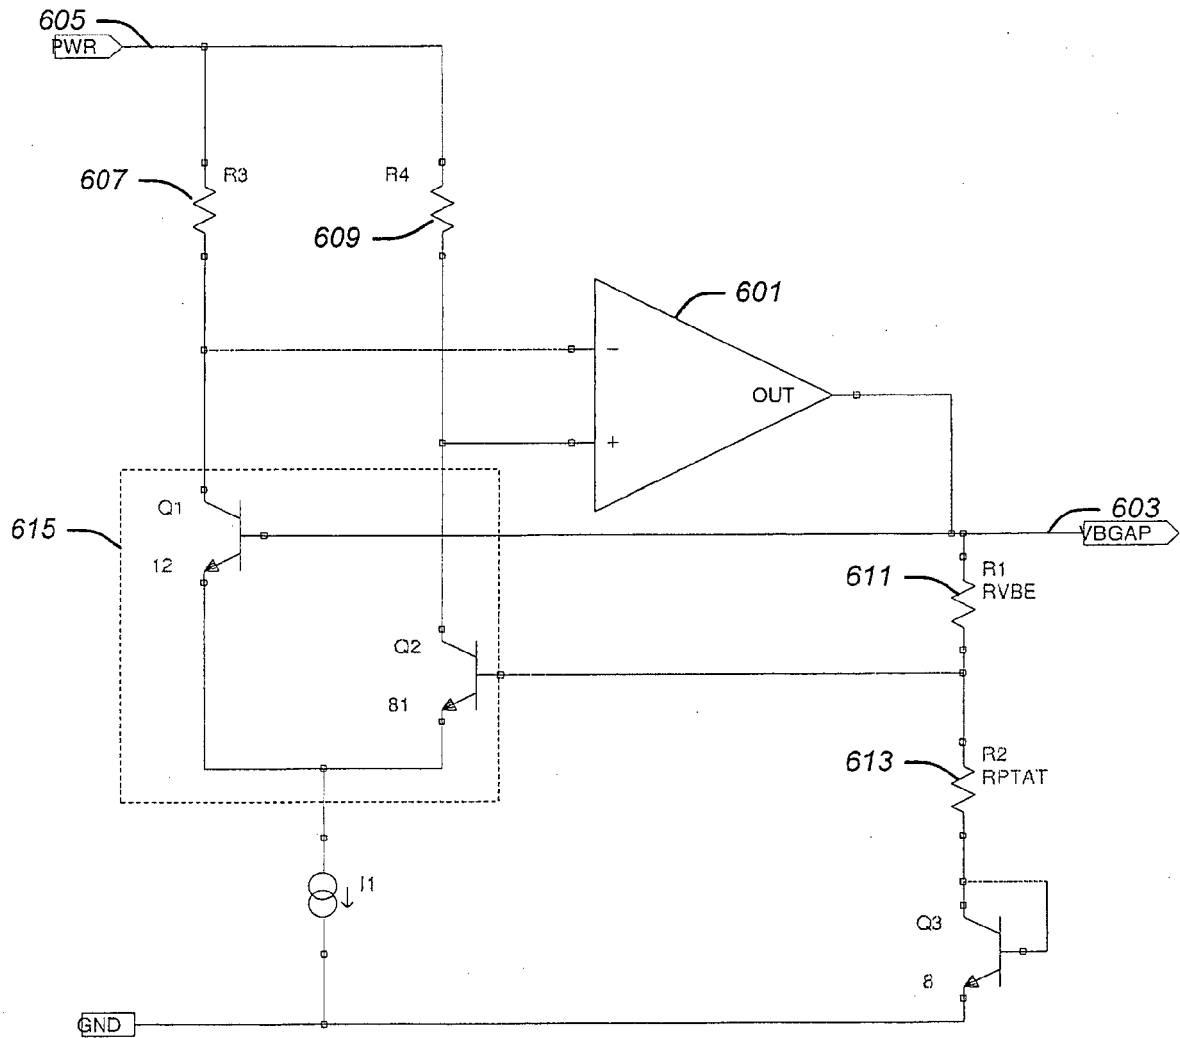 605
PWR
R3
R4
607
609
601
−
OUT
+
Q1
615
603
VBGAP
12
R1
611
RVBE
Q2
81
R2
613
RPTAT
I1
Q3
8
GND